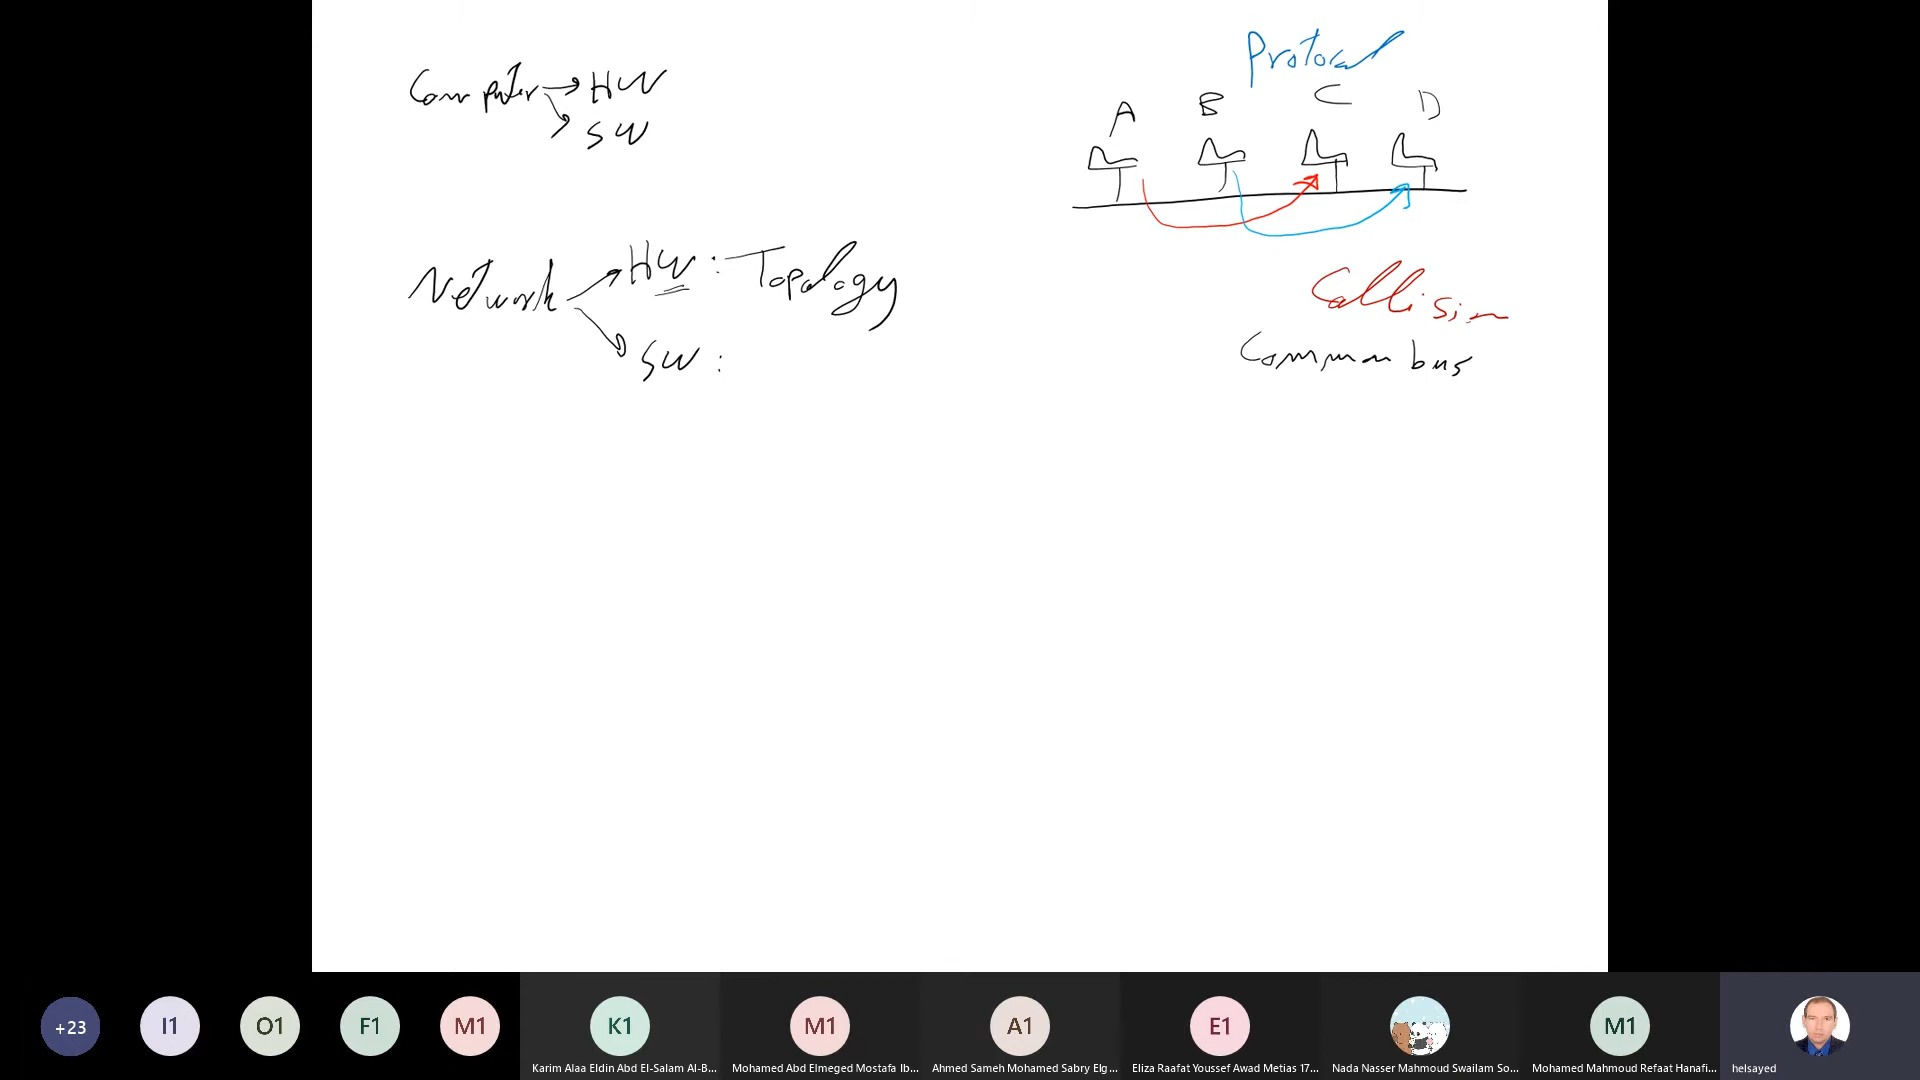 Computer → HW
SW
Network → HW : Topology
SW :
Protocol
A B C D
Collision
Common bus
+23 I1 O1 F1 M1 K1 M1 A1 E1 M1
Karim Alaa Eldin Abd El-Salam Al-B... Mohamed Abd Elmeged Mostafa Ib... Ahmed Sameh Mohamed Sabry Elg... Eliza Raafat Youssef Awad Metias 17... Nada Nasser Mahmoud Swailam So... Mohamed Mahmoud Refaat Hanafi... helsayed